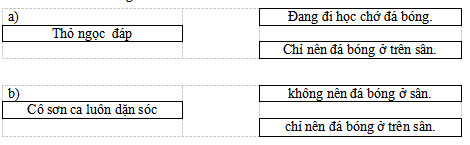 a)
Đang đi học chớ đá bóng.
Thỏ ngọc đáp
Chỉ nên đá bóng ở trên sân.
b)
không nên đá bóng ở sân.
Cô sơn ca luôn dặn sóc
chỉ nên đá bóng ở trên sân.